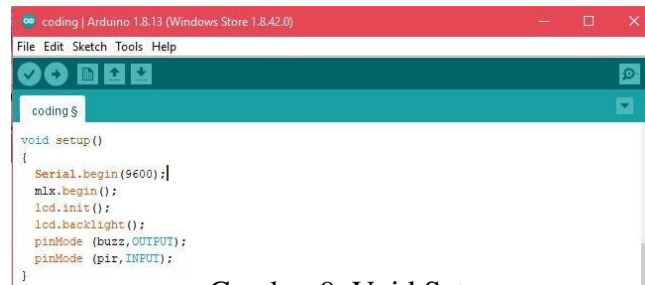 coding | Arduino 1.8.13 (Windows Store 1.8.42.0)
File Edit Sketch Tools Help
coding §
void setup()
{
Serial.begin(9600);
mlx.begin();
lcd.init();
lcd.backlight();
pinMode (buzz,OUTPUT);
pinMode (pir,INPUT);
}